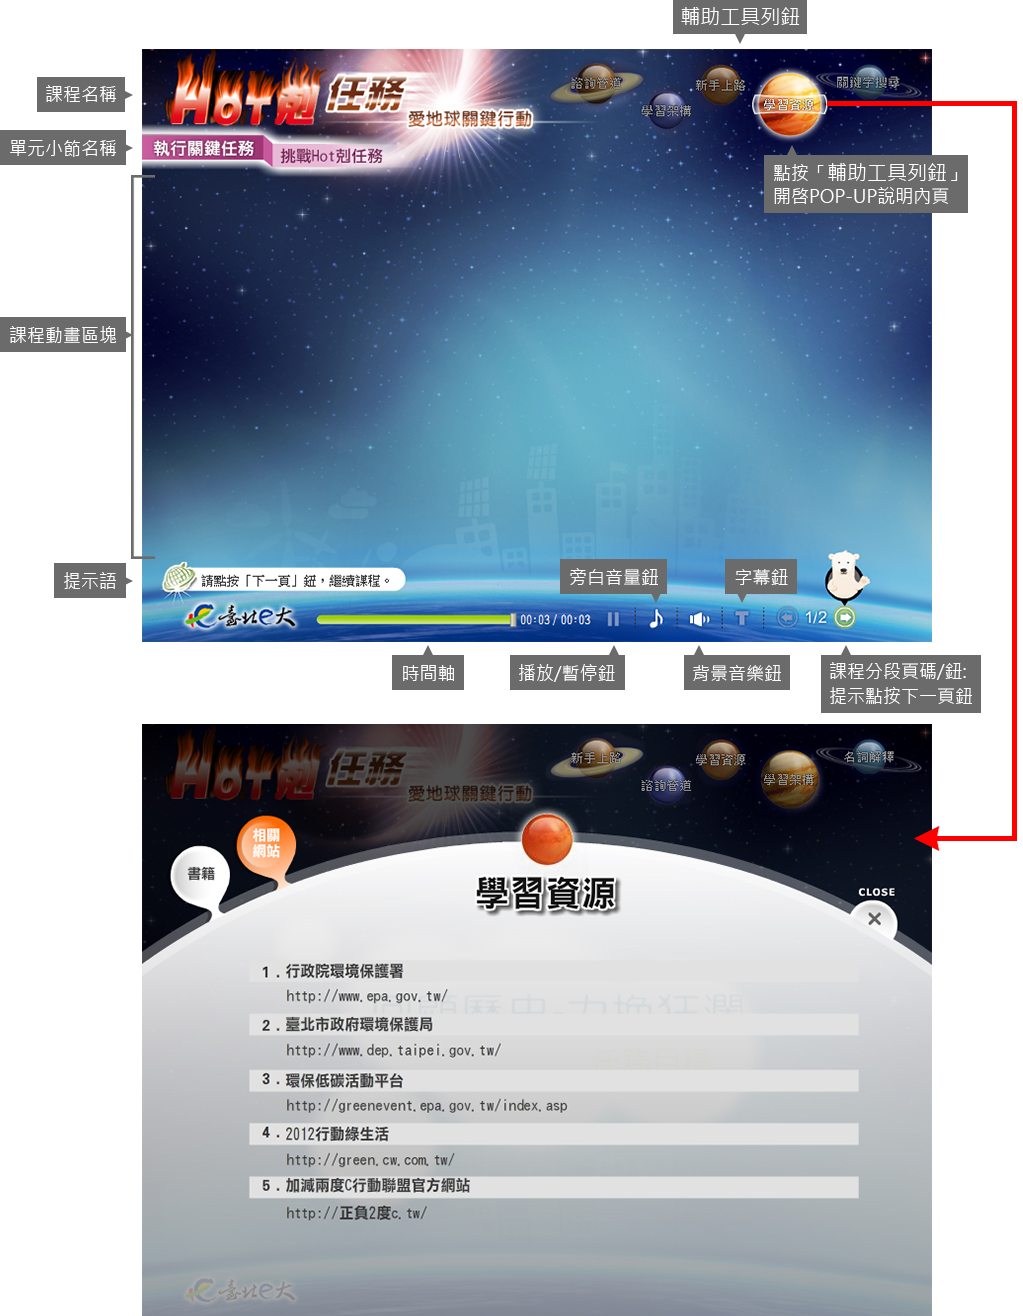 輔助工具列鈕
課程名稱
Hot剋 任務
愛地球關鍵行動
諮詢管道
學習架構
新手上路
學習資源
關鍵字搜尋
單元小節名稱
執行關鍵任務
挑戰Hot剋任務
點按「輔助工具列鈕」
開啓POP-UP說明內頁
課程動畫區塊
提示語
請點按「下一頁」鈕，繼續課程。
旁白音量鈕
字幕鈕
臺北e大
00:03 / 00:03
T
1/2
時間軸
播放/暫停鈕
背景音樂鈕
課程分段頁碼/鈕:
提示點按下一頁鈕
Hot剋 任務
愛地球關鍵行動
新手上路
諮詢管道
學習資源
學習架構
名詞解釋
相關
網站
書籍
學習資源
CLOSE
1．行政院環境保護署
http://www.epa.gov.tw/
2．臺北市政府環境保護局
http://www.dep.taipei.gov.tw/
3．環保低碳活動平台
http://greenevent.epa.gov.tw/index.asp
4．2012行動綠生活
http://green.cw.com.tw/
5．加減兩度C行動聯盟官方網站
http://正負2度c.tw/
臺北e大